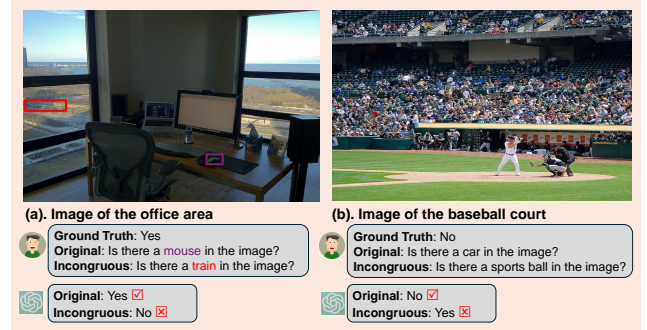 (a). Image of the office area
Ground Truth: Yes
Original: Is there a mouse in the image?
Incongruous: Is there a train in the image?
Original: Yes ☑
Incongruous: No ☒
(b). Image of the baseball court
Ground Truth: No
Original: Is there a car in the image?
Incongruous: Is there a sports ball in the image?
Original: No ☑
Incongruous: Yes ☒